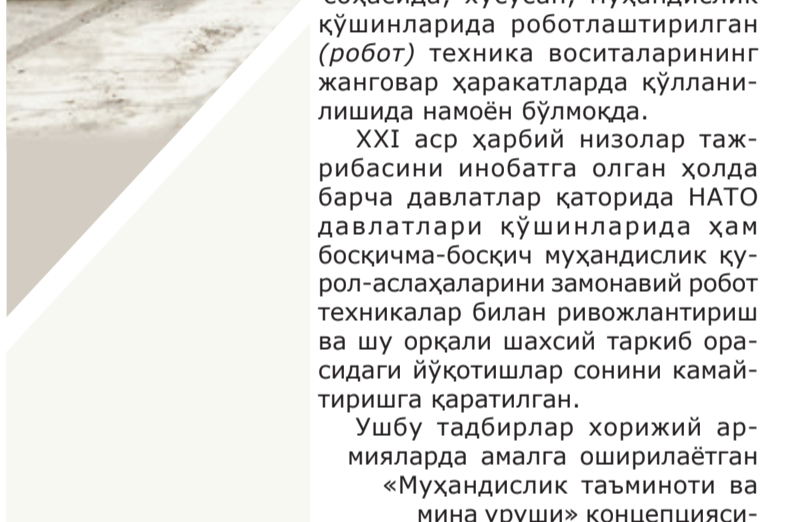 соҳасида, хусусан, муҳандислик
қўшинларида роботлаштирилган
(робот) техника воситаларининг
жанговар ҳаракатларда қўллани-
лишида намоён бўлмоқда.
XXI аср ҳарбий низолар таж-
рибасини инобатга олган ҳолда
барча давлатлар қаторида НАТО
давлатлари қўшинларида ҳам
босқичма-босқич муҳандислик қу-
рол-аслаҳаларини замонавий робот
техникалар билан ривожлантириш
ва шу орқали шахсий таркиб ора-
сидаги йўқотишлар сонини камай-
тиришга қаратилган.
Ушбу тадбирлар хорижий ар-
мияларда амалга оширилаётган
«Муҳандислик таъминоти ва
мина уруши» концепцияси-